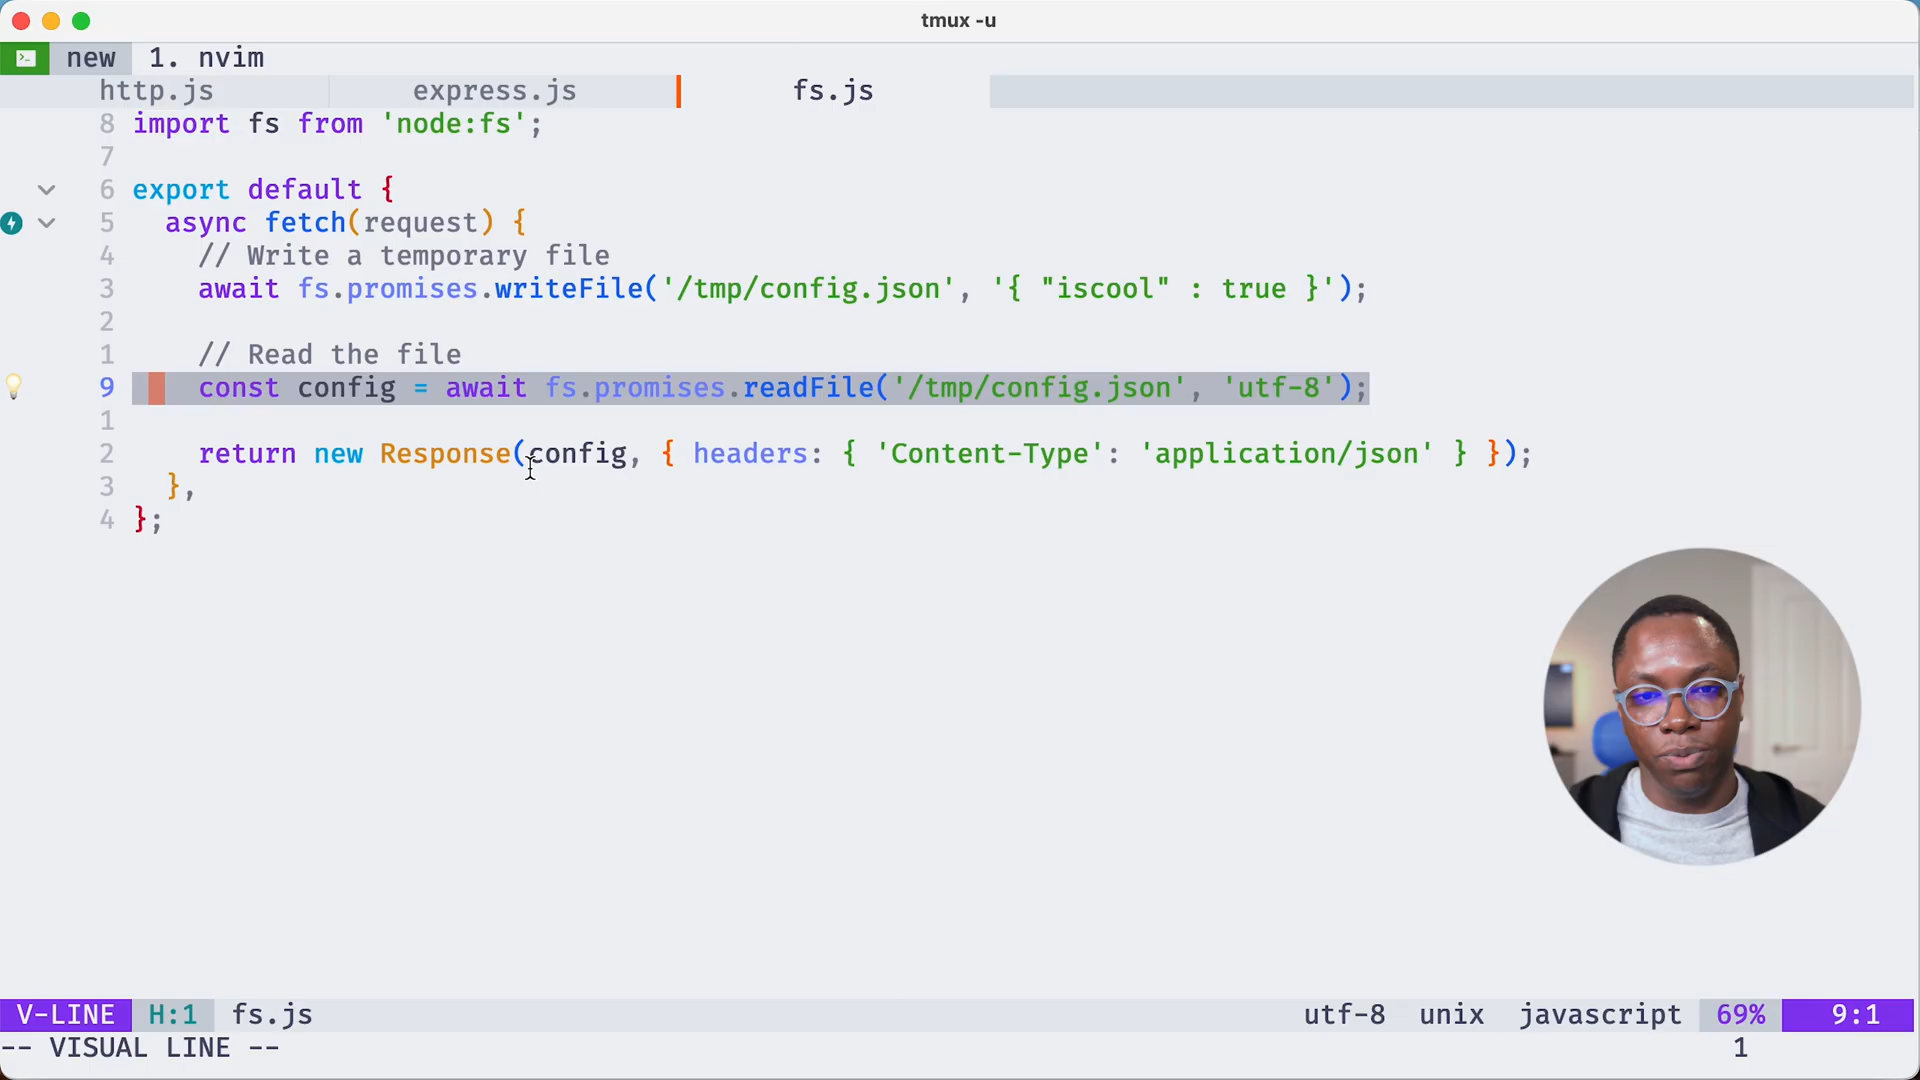 tmux -u
new 1. nvim
http.js express.js fs.js
8 import fs from 'node:fs';
7
6 export default {
5 async fetch(request) {
4 // Write a temporary file
3 await fs.promises.writeFile('/tmp/config.json', '{ "iscool" : true }');
2
1 // Read the file
9 const config = await fs.promises.readFile('/tmp/config.json', 'utf-8');
1
2 return new Response(config, { headers: { 'Content-Type': 'application/json' } });
3 },
4 };
V-LINE H:1 fs.js utf-8 unix javascript 69% 9:1
-- VISUAL LINE -- 1